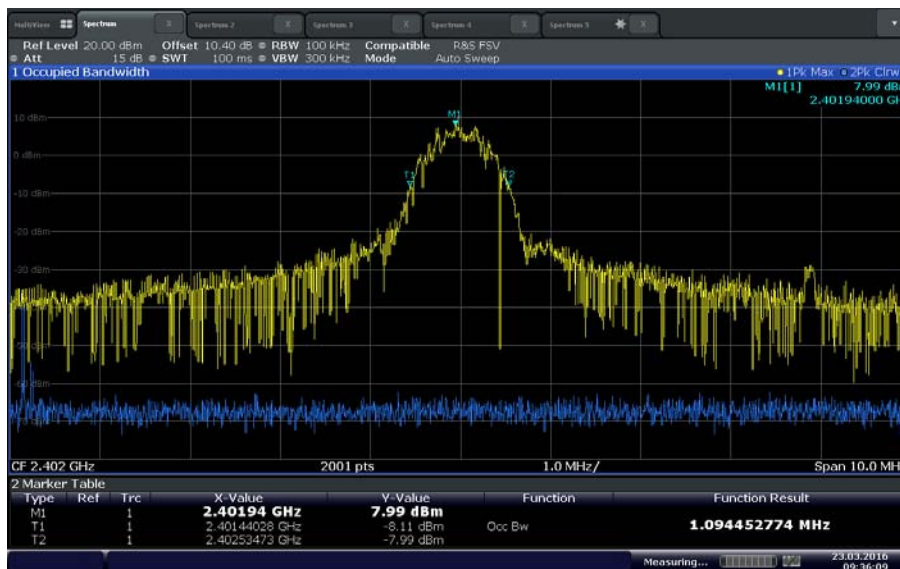 MultiView Spectrum X Spectrum 2 X Spectrum 3 X Spectrum 4 X Spectrum 5 X
Ref Level 20.00 dBm Offset 10.40 dB RBW 100 kHz Compatible R&S FSV
Att 15 dB SWT 100 ms VBW 300 kHz Mode Auto Sweep
1 Occupied Bandwidth 1Pk Max 2Pk Clrw
M1[1] 7.99 dB
2.40194000 GH
M1
10 dBm
0 dBm
T1 T2
-10 dBm
-20 dBm
-30 dBm
CF 2.402 GHz 2001 pts 1.0 MHz/ Span 10.0 MH
2 Marker Table
Type Ref Trc X-Value Y-Value Function Function Result
M1 1 2.40194 GHz 7.99 dBm
T1 1 2.40144028 GHz -8.11 dBm Occ Bw 1.094452774 MHz
T2 1 2.40253473 GHz -7.99 dBm
Measuring... 23.03.2016
09:36:09